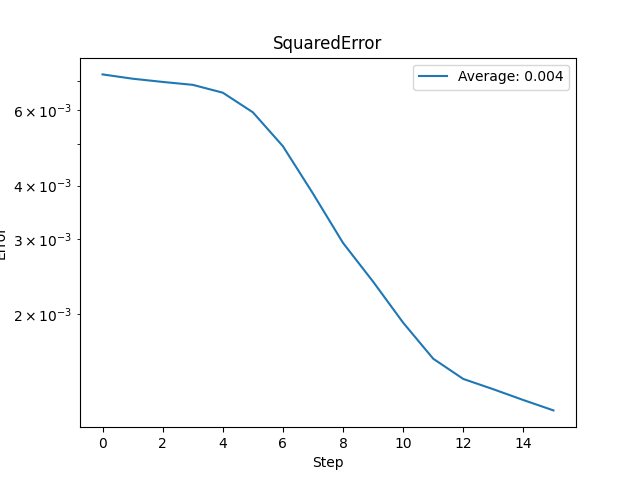 SquaredError
Average: 0.004
6 × 10⁻³
4 × 10⁻³
3 × 10⁻³
2 × 10⁻³
Error
0 2 4 6 8 10 12 14
Step